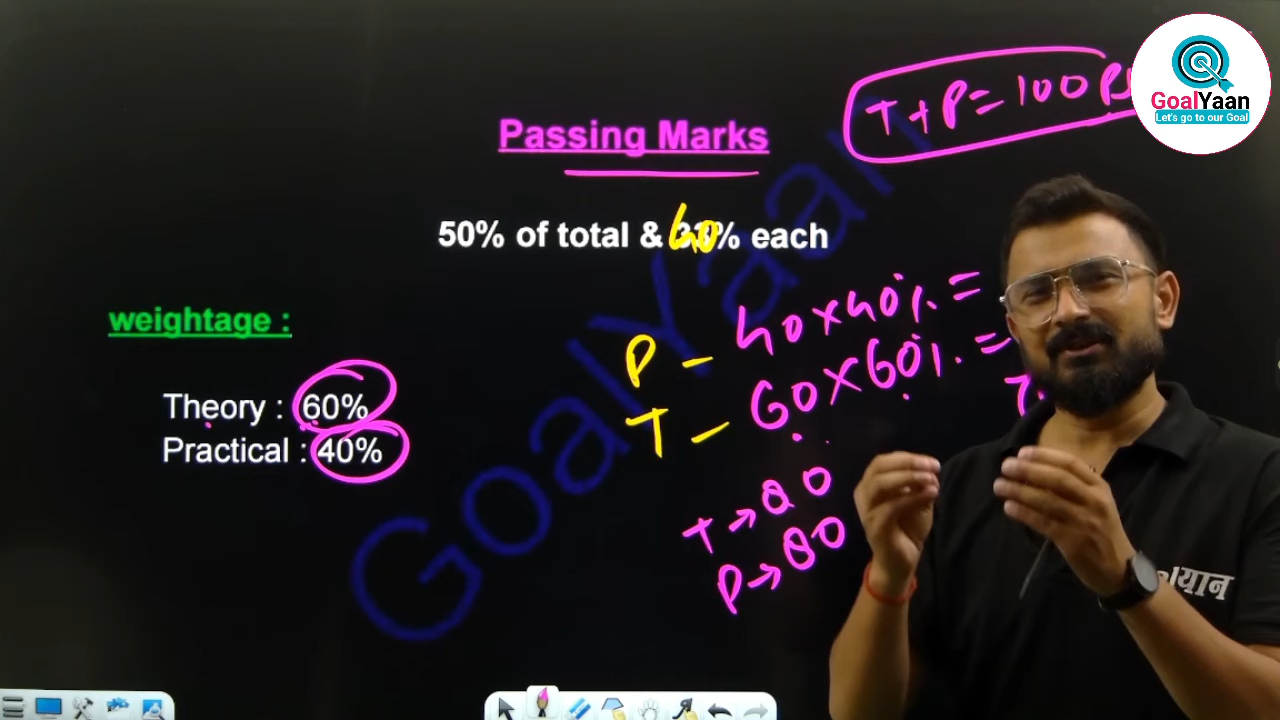 T + P = 100
GoalYaan
Let's go to our Goal
Passing Marks
50% of total & 40% each
weightage :
P - 40 x 40% =
Theory : 60%
T - 60 x 60% =
Practical : 40%
T → 80
P → 80
GoalYaan
यान